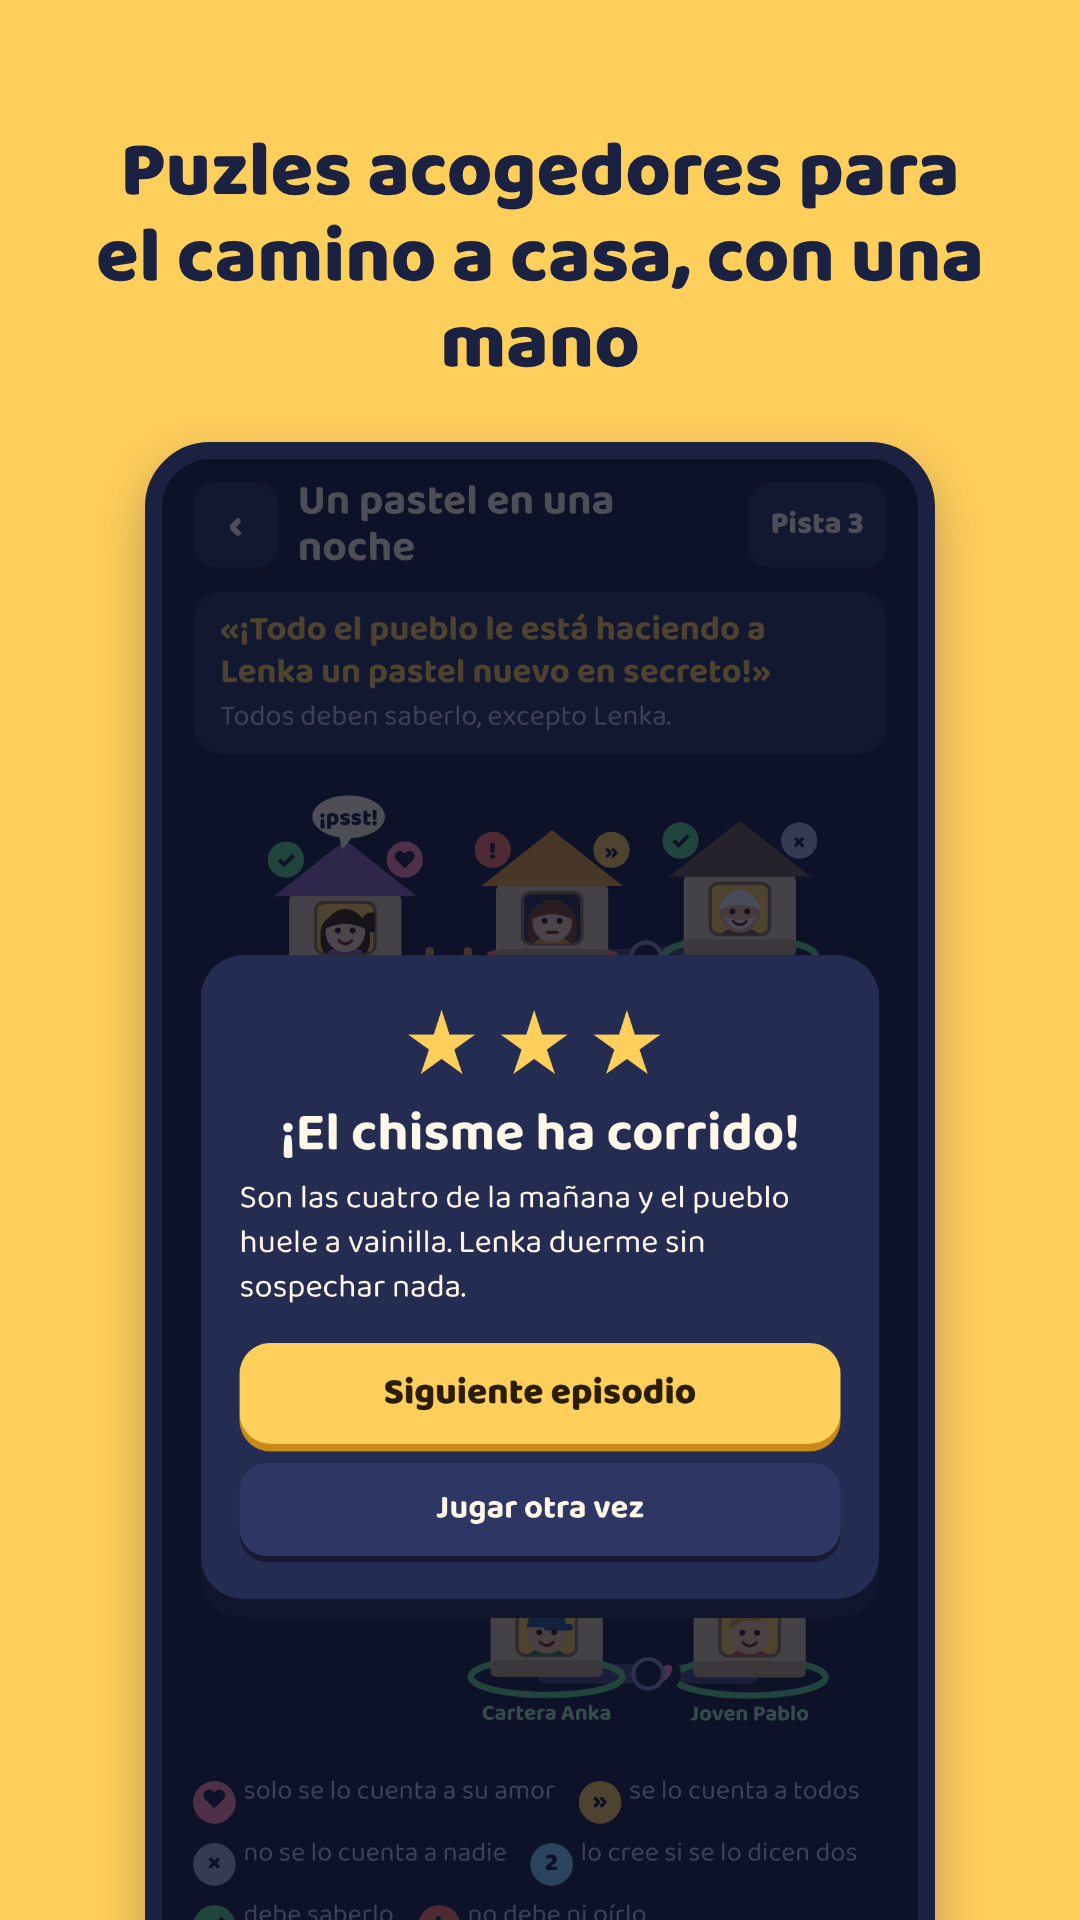 Puzles acogedores para
el camino a casa, con una
mano
‹
Un pastel en una
noche
Pista 3
«¡Todo el pueblo le está haciendo a
Lenka un pastel nuevo en secreto!»
Todos deben saberlo, excepto Lenka.
¡psst!
! »
×
¡El chisme ha corrido!
Son las cuatro de la mañana y el pueblo
huele a vainilla. Lenka duerme sin
sospechar nada.
Siguiente episodio
Jugar otra vez
Cartera Anka
Joven Pablo
solo se lo cuenta a su amor
» se lo cuenta a todos
× no se lo cuenta a nadie
2 lo cree si se lo dicen dos
debe saberlo
no debe ni oírlo